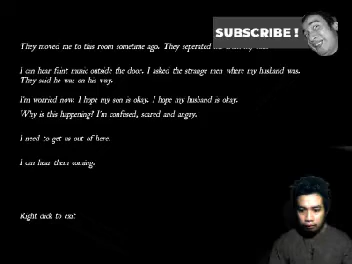 SUBSCRIBE !
They moved me to this room sometime ago. They seperated me
I can hear faint music outside the door. I asked the strange men where my husband was.
They said he was on his way.
I'm worried now. I hope my son is okay. I hope my husband is okay.
Why is this happening? I'm confused, scared and angry.
I need to get us out of here.
I can hear them coming.
Right click to exit